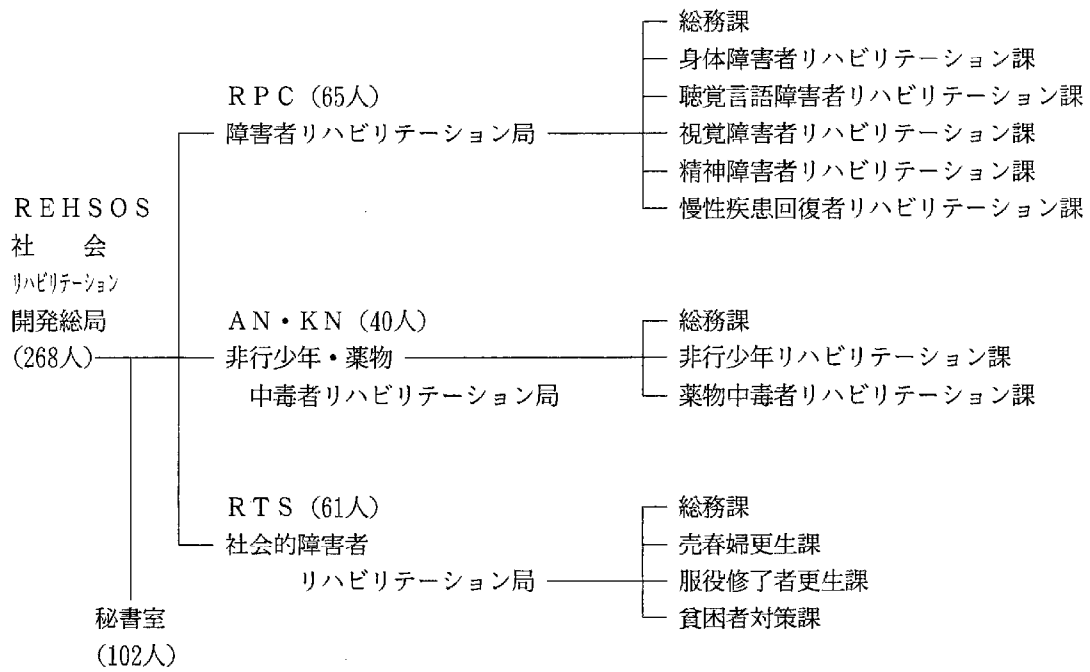 REHSOS
社　会
リハビリテーション
開発総局
(268人)
秘書室
(102人)
RPC (65人)
障害者リハビリテーション局
総務課
身体障害者リハビリテーション課
聴覚言語障害者リハビリテーション課
視覚障害者リハビリテーション課
精神障害者リハビリテーション課
慢性疾患回復者リハビリテーション課
AN・KN (40人)
非行少年・薬物
中毒者リハビリテーション局
総務課
非行少年リハビリテーション課
薬物中毒者リハビリテーション課
RTS (61人)
社会的障害者
リハビリテーション局
総務課
売春婦更生課
服役修了者更生課
貧困者対策課